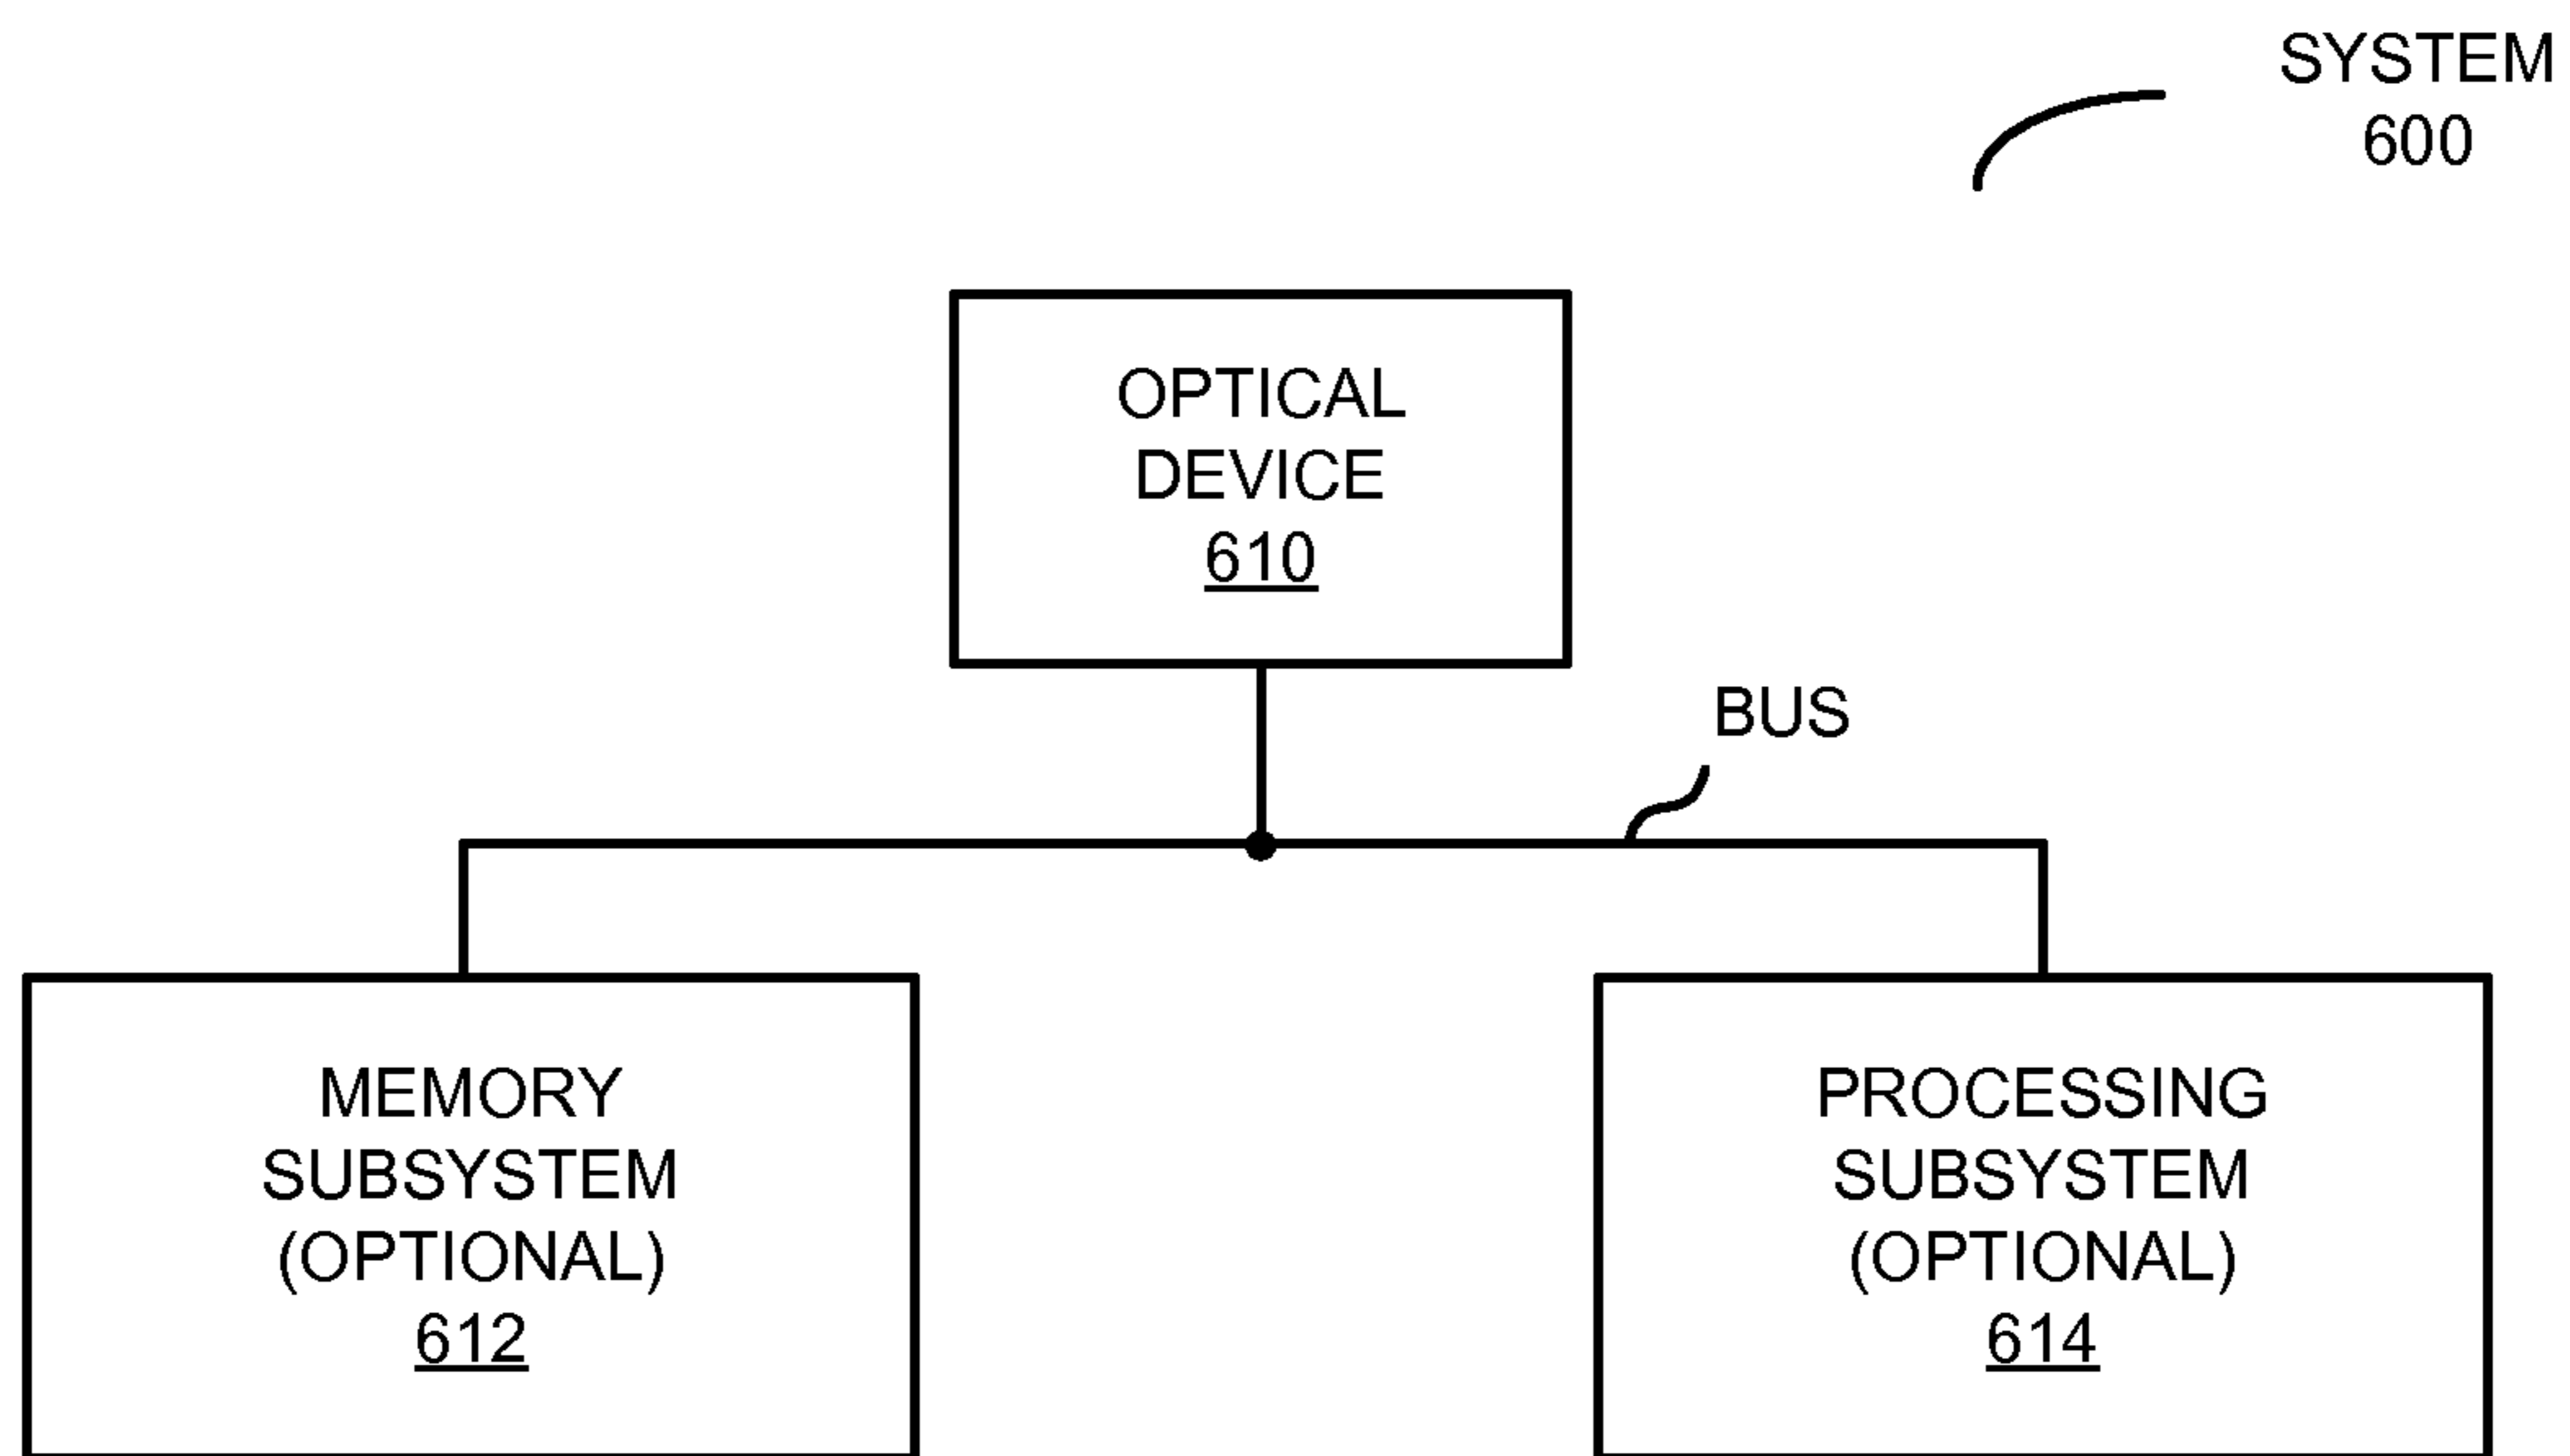 SYSTEM
600
OPTICAL
DEVICE
610
BUS
MEMORY
SUBSYSTEM
(OPTIONAL)
612
PROCESSING
SUBSYSTEM
(OPTIONAL)
614